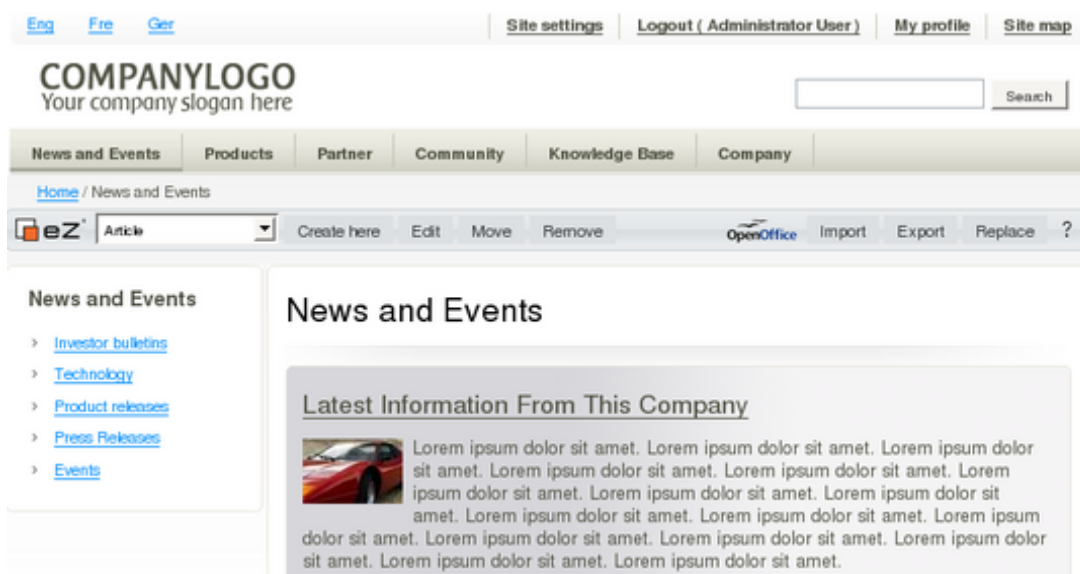 Eng Fre Ger Site settings Logout ( Administrator User ) My profile Site map
COMPANYLOGO
Your company slogan here
Search
News and Events Products Partner Community Knowledge Base Company
Home / News and Events
eZ Article Create here Edit Move Remove OpenOffice Import Export Replace ?
News and Events
Investor bulletins
Technology
Product releases
Press Releases
Events
News and Events
Latest Information From This Company
Lorem ipsum dolor sit amet. Lorem ipsum dolor sit amet. Lorem ipsum dolor
sit amet. Lorem ipsum dolor sit amet. Lorem ipsum dolor sit amet. Lorem
ipsum dolor sit amet. Lorem ipsum dolor sit amet. Lorem ipsum dolor sit
amet. Lorem ipsum dolor sit amet. Lorem ipsum dolor sit amet. Lorem ipsum
dolor sit amet. Lorem ipsum dolor sit amet. Lorem ipsum dolor sit amet. Lorem ipsum dolor
sit amet. Lorem ipsum dolor sit amet. Lorem ipsum dolor sit amet.